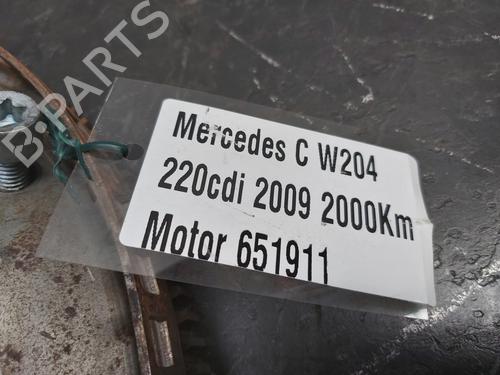 B-PARTS
Mercedes C W204
220cdi 2009 2000Km
Motor 651911